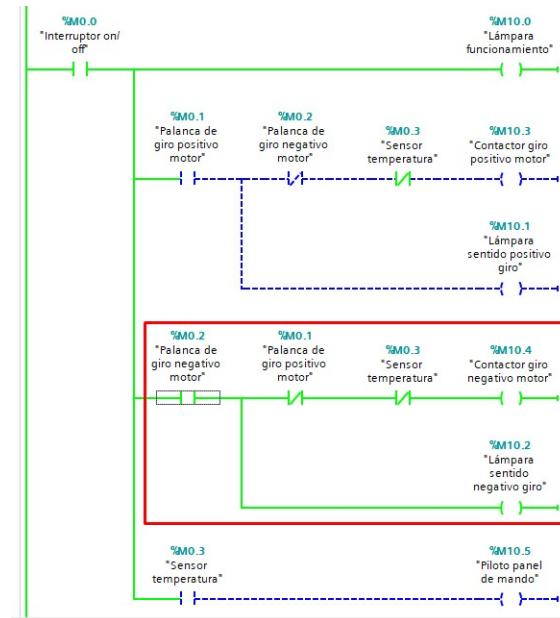 %M0.0
"Interruptor on/
off"
%M10.0
"Lámpara
funcionamiento"
%M0.1
"Palanca de
giro positivo
motor"
%M0.2
"Palanca de
giro negativo
motor"
%M0.3
"Sensor
temperatura"
%M10.3
"Contactor giro
positivo motor"
%M10.1
"Lámpara
sentido positivo
giro"
%M0.2
"Palanca de
giro negativo
motor"
%M0.1
"Palanca de
giro positivo
motor"
%M0.3
"Sensor
temperatura"
%M10.4
"Contactor giro
negativo motor"
%M10.2
"Lámpara
sentido
negativo giro"
%M0.3
"Sensor
temperatura"
%M10.5
"Piloto panel
de mando"